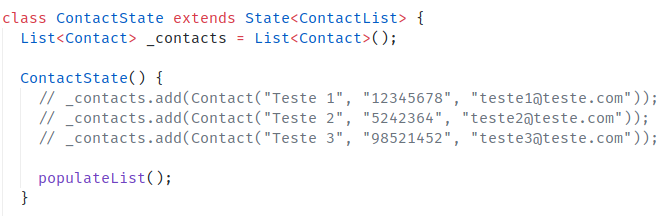 class ContactState extends State<ContactList> {
  List<Contact> _contacts = List<Contact>();

  ContactState() {
    // _contacts.add(Contact("Teste 1", "12345678", "teste1@teste.com"));
    // _contacts.add(Contact("Teste 2", "5242364", "teste2@teste.com"));
    // _contacts.add(Contact("Teste 3", "98521452", "teste3@teste.com"));

    populateList();
  }